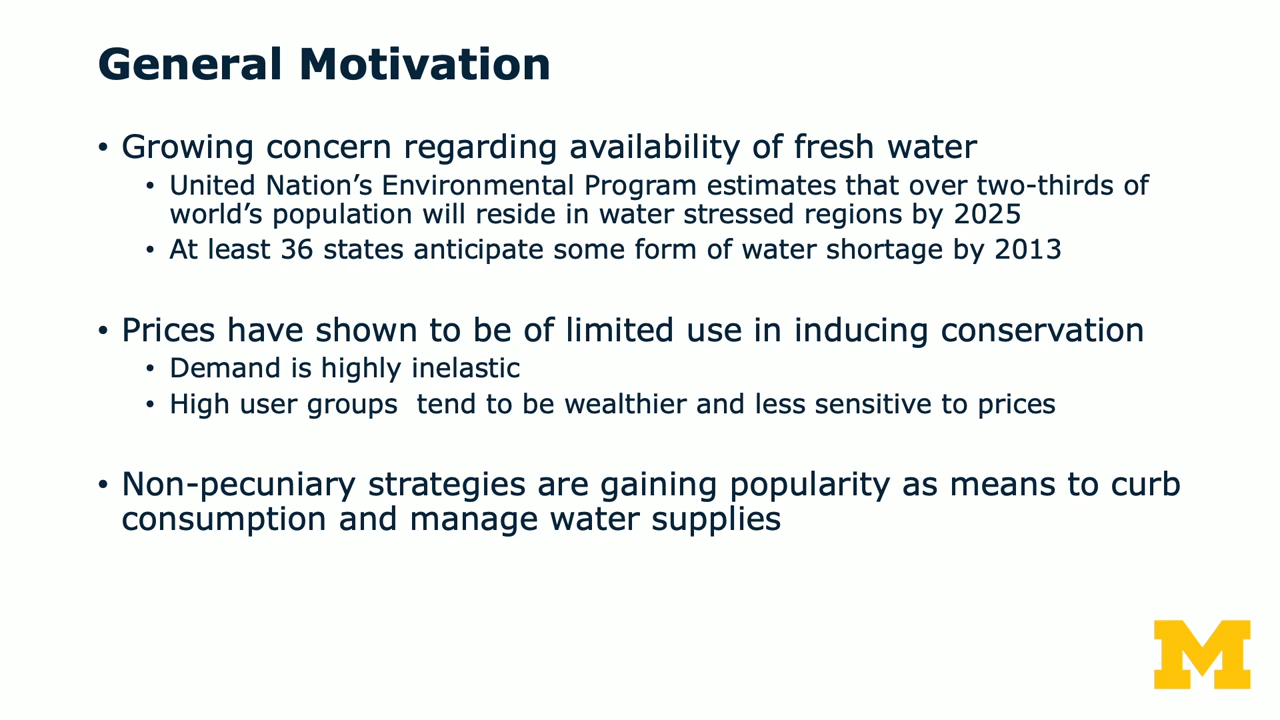 General Motivation
• Growing concern regarding availability of fresh water
• United Nation’s Environmental Program estimates that over two-thirds of
world’s population will reside in water stressed regions by 2025
• At least 36 states anticipate some form of water shortage by 2013
• Prices have shown to be of limited use in inducing conservation
• Demand is highly inelastic
• High user groups  tend to be wealthier and less sensitive to prices
• Non-pecuniary strategies are gaining popularity as means to curb
consumption and manage water supplies
M